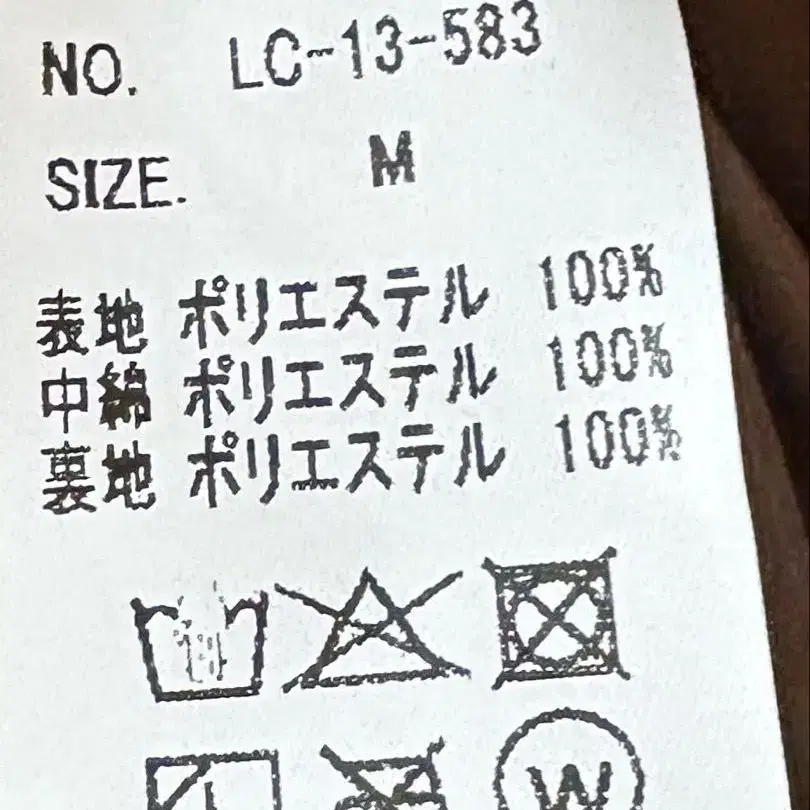 NO. LC-13-583
SIZE. M
表地 ポリエステル 100%
中綿 ポリエステル 100%
裏地 ポリエステル 100%
W